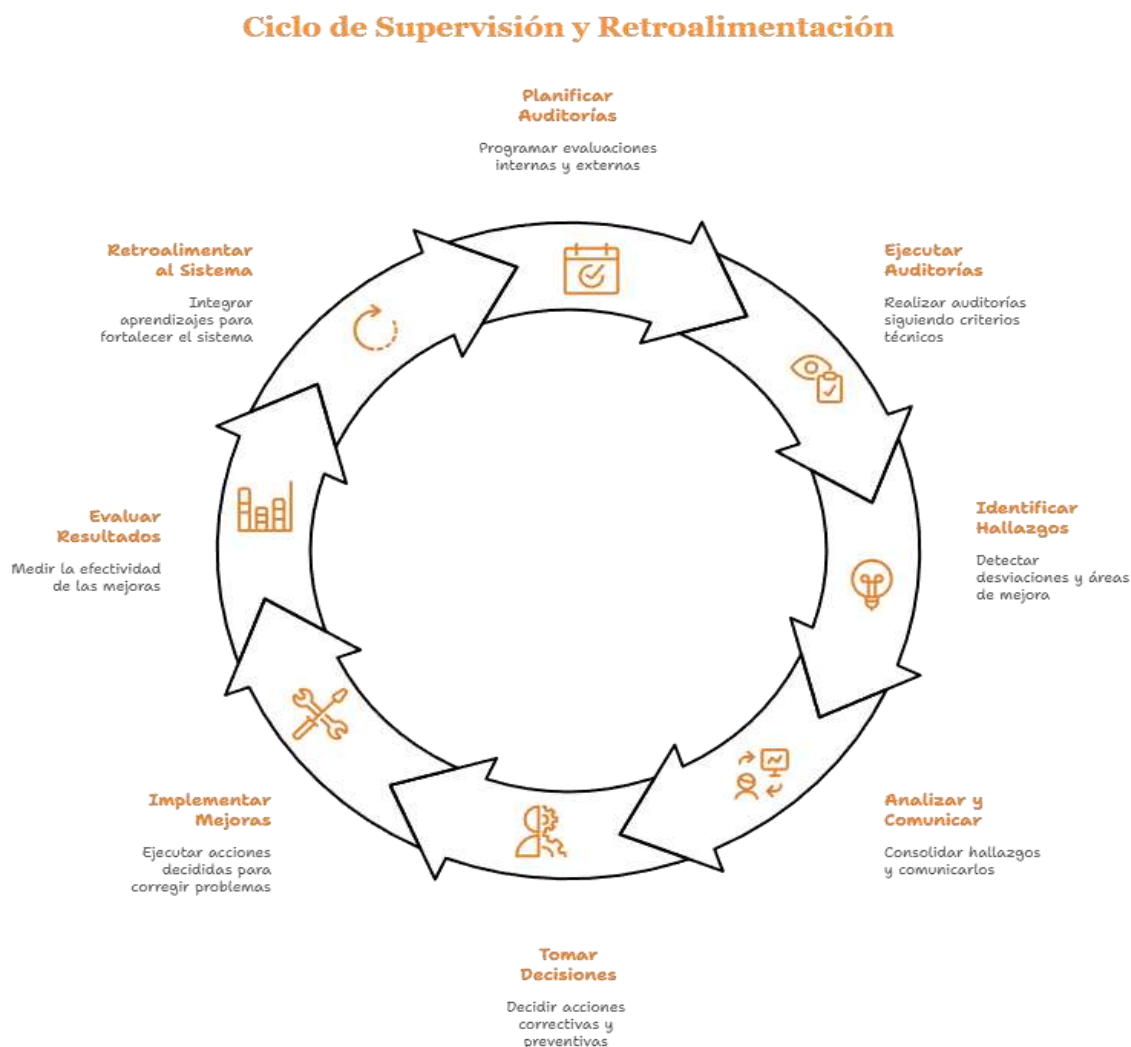 Ciclo de Supervisión y Retroalimentación
Planificar
Auditorías
Programar evaluaciones
internas y externas
Ejecutar
Auditorías
Realizar auditorías
siguiendo criterios
técnicos
Identificar
Hallazgos
Detectar
desviaciones y áreas
de mejora
Analizar y
Comunicar
Consolidar hallazgos
y comunicarlos
Tomar
Decisiones
Decidir acciones
correctivas y
preventivas
Implementar
Mejoras
Ejecutar acciones
decididas para
corregir problemas
Evaluar
Resultados
Medir la efectividad
de las mejoras
Retroalimentar
al Sistema
Integrar
aprendizajes para
fortalecer el sistema